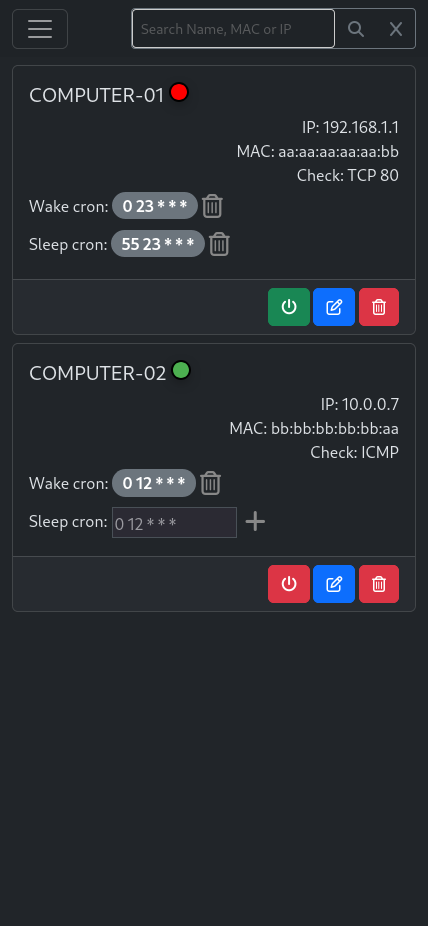 Search Name, MAC or IP
COMPUTER-01
IP: 192.168.1.1
MAC: aa:aa:aa:aa:aa:bb
Check: TCP 80
Wake cron: 0 23 * * *
Sleep cron: 55 23 * * *
COMPUTER-02
IP: 10.0.0.7
MAC: bb:bb:bb:bb:bb:aa
Check: ICMP
Wake cron: 0 12 * * *
Sleep cron: 0 12 * * *